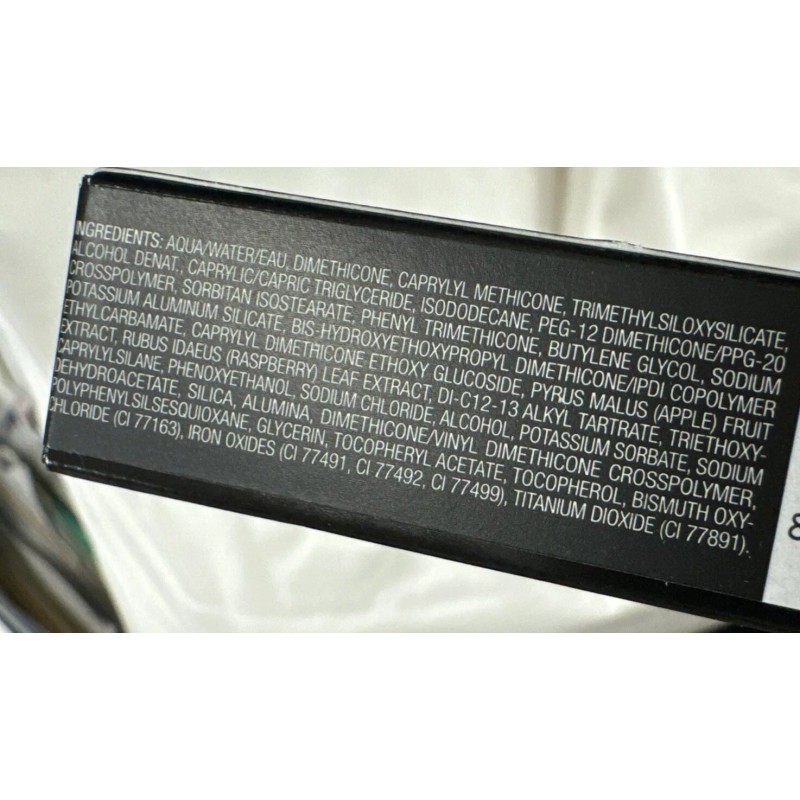 INGREDIENTS: AQUA/WATER/EAU, DIMETHICONE, CAPRYLYL METHICONE, TRIMETHYLSILOXYSILICATE,
ALCOHOL DENAT., CAPRYLIC/CAPRIC TRIGLYCERIDE, ISODODECANE, PEG-12 DIMETHICONE/PPG-20
CROSSPOLYMER, SORBITAN ISOSTEARATE, PHENYL TRIMETHICONE, BUTYLENE GLYCOL, SODIUM
POTASSIUM ALUMINUM SILICATE, BIS-HYDROXYETHOXYPROPYL DIMETHICONE/IPDI COPOLYMER
ETHYLCARBAMATE, CAPRYLYL DIMETHICONE ETHOXY GLUCOSIDE, PYRUS MALUS (APPLE) FRUIT
EXTRACT, RUBUS IDAEUS (RASPBERRY) LEAF EXTRACT, DI-C12-13 ALKYL TARTRATE, TRIETHOXY-
CAPRYLYLSILANE, PHENOXYETHANOL, SODIUM CHLORIDE, ALCOHOL, POTASSIUM SORBATE, SODIUM
DEHYDROACETATE, SILICA, ALUMINA, DIMETHICONE/VINYL DIMETHICONE CROSSPOLYMER,
POLYPHENYLSILSESQUIOXANE, GLYCERIN, TOCOPHERYL ACETATE, TOCOPHEROL, BISMUTH OXY-
CHLORIDE (CI 77163), IRON OXIDES (CI 77491, CI 77492, CI 77499), TITANIUM DIOXIDE (CI 77891).